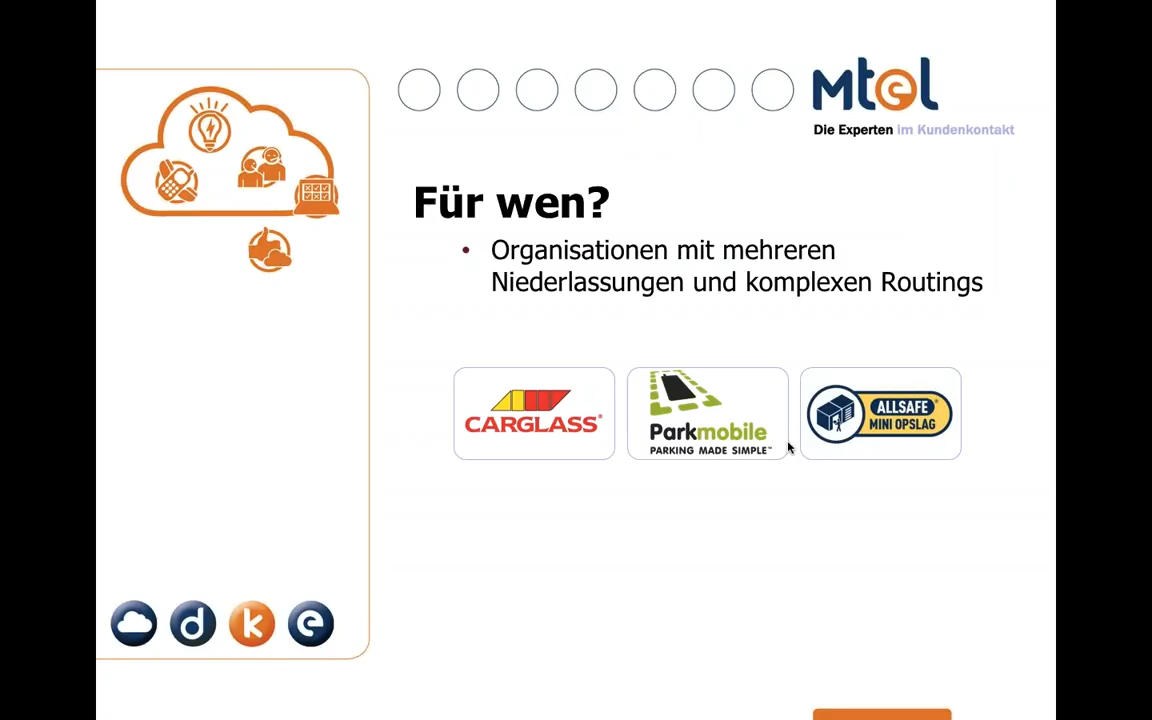 mtel
Die Experten im Kundenkontakt
Für wen?
• Organisationen mit mehreren
Niederlassungen und komplexen Routings
CARGLASS®
Parkmobile
PARKING MADE SIMPLE™
ALLSAFE®
MINI OPSLAG
d k e